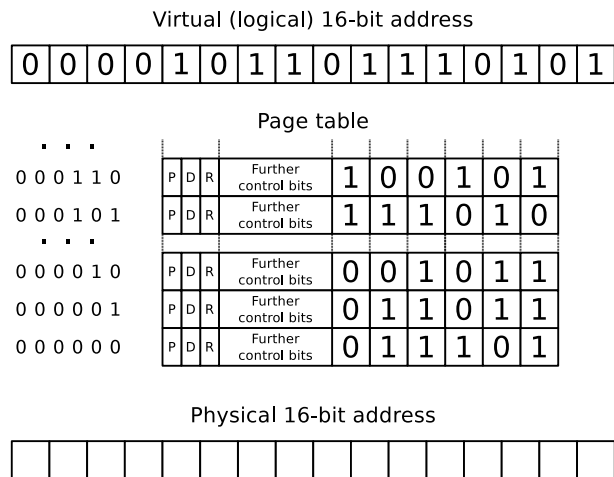 Virtual (logical) 16-bit address
0 0 0 0 1 0 1 1 0 1 1 1 0 1 0 1
Page table
. . .
0 0 0 1 1 0 P D R Further control bits 1 0 0 1 0 1
0 0 0 1 0 1 P D R Further control bits 1 1 1 0 1 0
. . .
0 0 0 0 1 0 P D R Further control bits 0 0 1 0 1 1
0 0 0 0 0 1 P D R Further control bits 0 1 1 0 1 1
0 0 0 0 0 0 P D R Further control bits 0 1 1 1 0 1
Physical 16-bit address